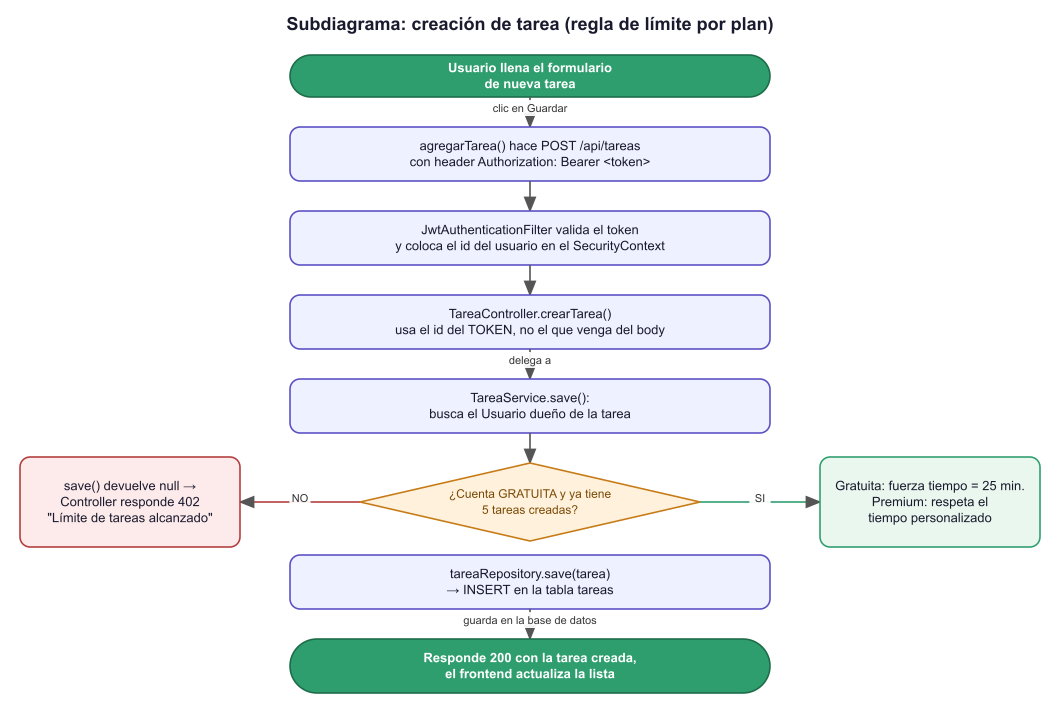 Subdiagrama: creación de tarea (regla de límite por plan)
Usuario llena el formulario
de nueva tarea
clic en Guardar
agregarTarea() hace POST /api/tareas
con header Authorization: Bearer <token>
JwtAuthenticationFilter valida el token
y coloca el id del usuario en el SecurityContext
TareaController.crearTarea()
usa el id del TOKEN, no el que venga del body
delega a
TareaService.save():
busca el Usuario dueño de la tarea
save() devuelve null →
Controller responde 402
"Límite de tareas alcanzado"
NO
¿Cuenta GRATUITA y ya tiene
5 tareas creadas?
SI
Gratuita: fuerza tiempo = 25 min.
Premium: respeta el
tiempo personalizado
tareaRepository.save(tarea)
→ INSERT en la tabla tareas
guarda en la base de datos
Responde 200 con la tarea creada,
el frontend actualiza la lista